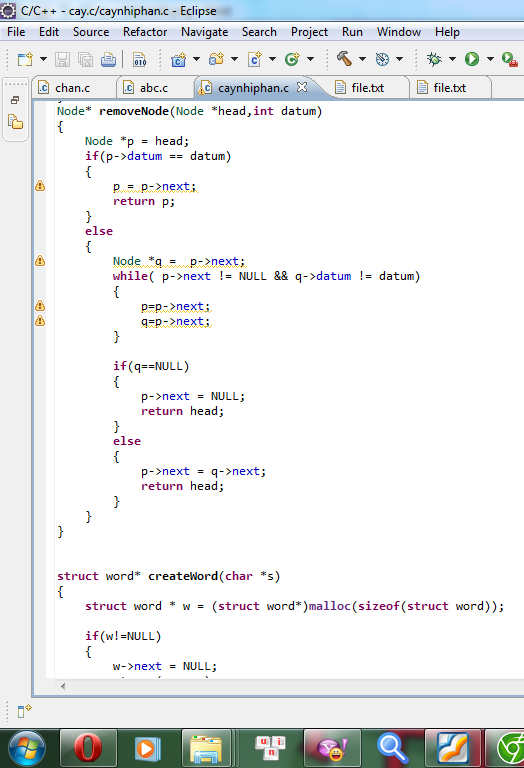 C/C++ - cay.c/caynhiphan.c - Eclipse
File Edit Source Refactor Navigate Search Project Run Window Help
010
chan.c abc.c caynhiphan.c file.txt file.txt
Node* removeNode(Node *head,int datum)
{
Node *p = head;
if(p->datum == datum)
{
p = p->next;
return p;
}
else
{
Node *q =  p->next;
while( p->next != NULL && q->datum != datum)
{
p=p->next;
q=p->next;
}
if(q==NULL)
{
p->next = NULL;
return head;
}
else
{
p->next = q->next;
return head;
}
}
}
struct word* createWord(char *s)
{
struct word * w = (struct word*)malloc(sizeof(struct word));
if(w!=NULL)
{
w->next = NULL;